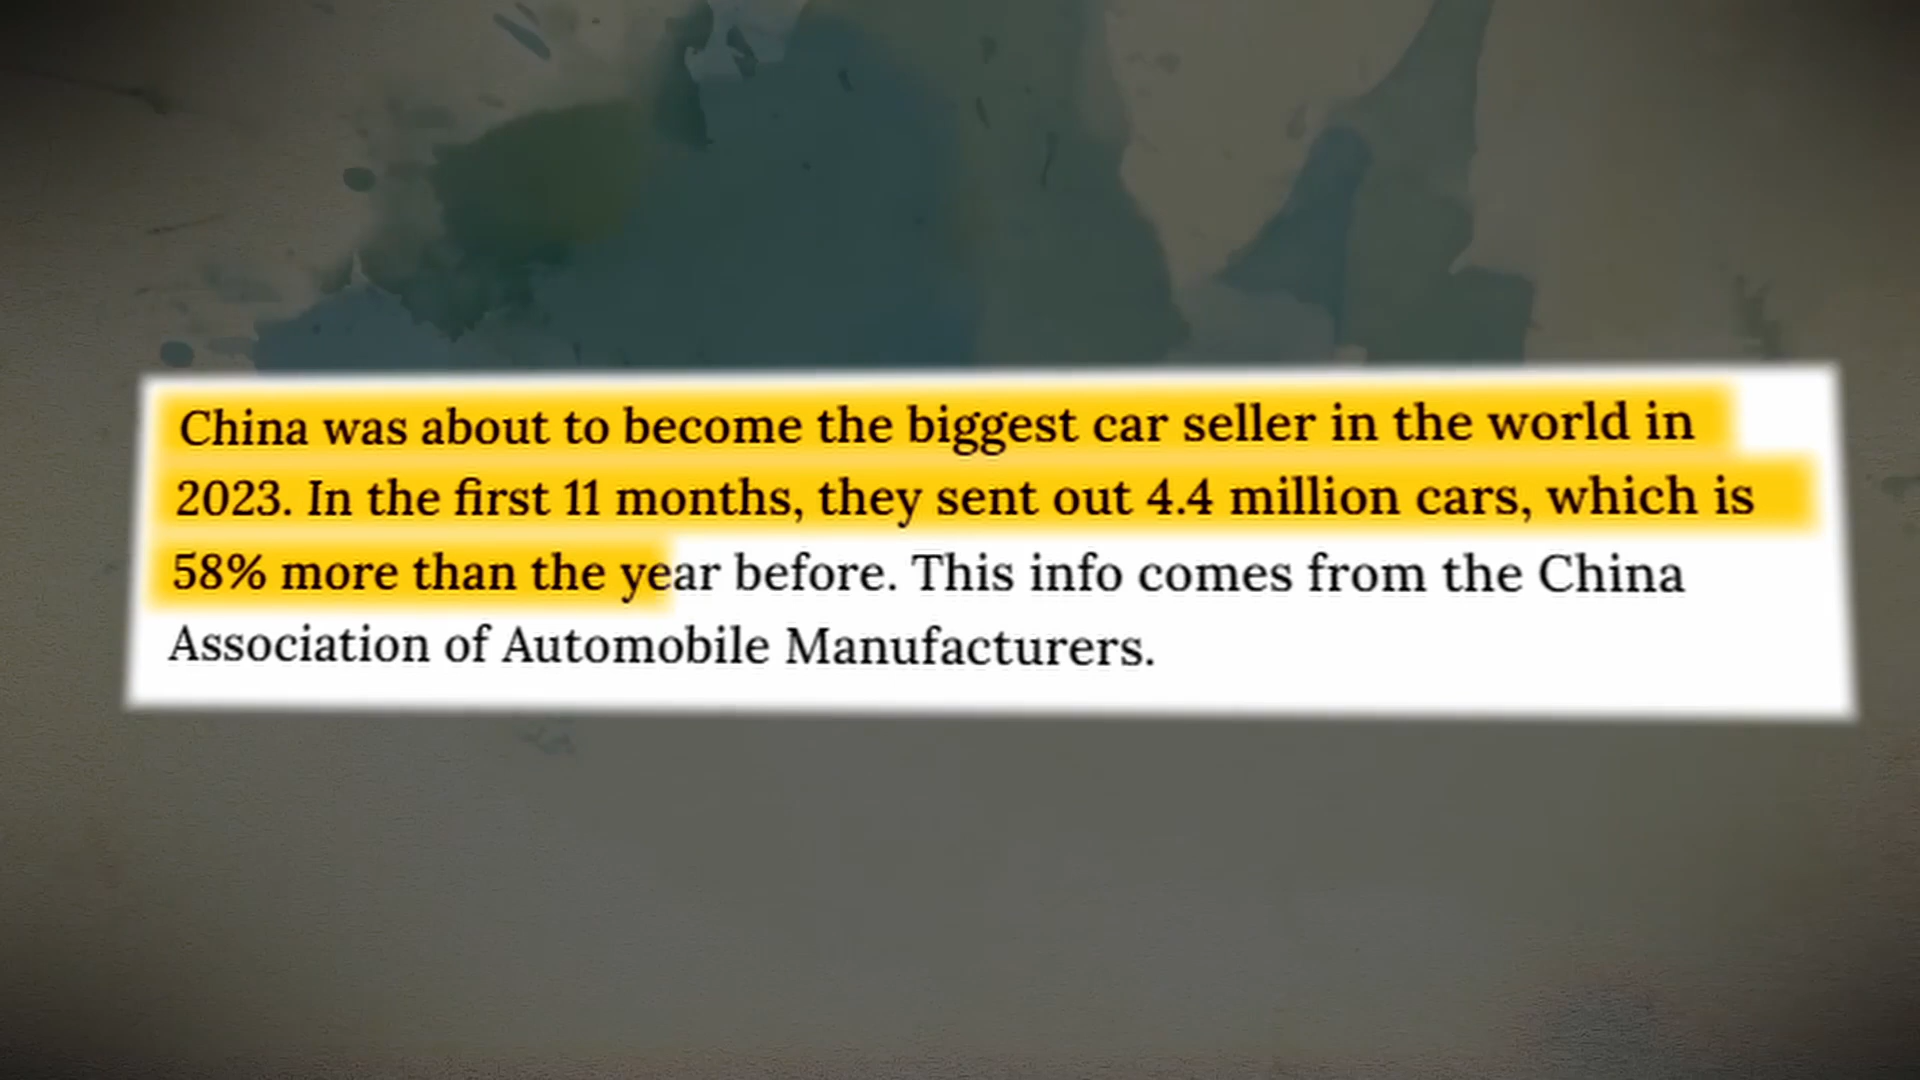 China was about to become the biggest car seller in the world in
2023. In the first 11 months, they sent out 4.4 million cars, which is
58% more than the year before. This info comes from the China
Association of Automobile Manufacturers.